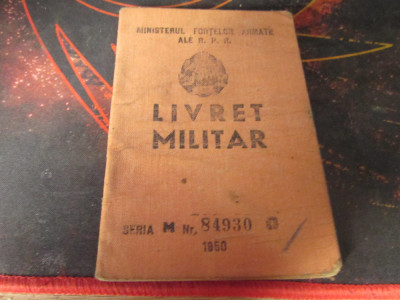 MINISTERUL FORTELOR ARMATE
ALE R. P. R.
LIVRET
MILITAR
SERIA M Nr. 84930
1950